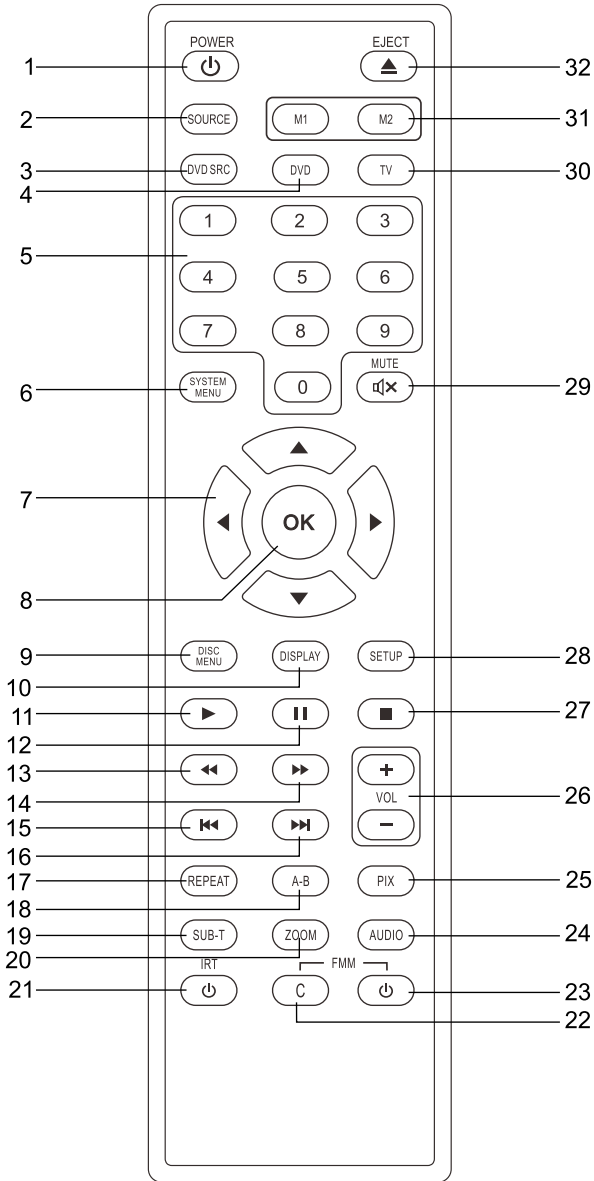 POWER
EJECT
1
32
2
SOURCE
M1
M2
31
3
DVD SRC
DVD
TV
30
4
1
2
3
5
4
5
6
7
8
9
MUTE
6
SYSTEM
MENU
0
29
7
OK
8
9
DISC
MENU
DISPLAY
SETUP
28
10
11
27
12
13
VOL
26
14
15
16
17
REPEAT
A-B
PIX
25
18
19
SUB-T
ZOOM
AUDIO
24
20
IRT
FMM
21
C
23
22